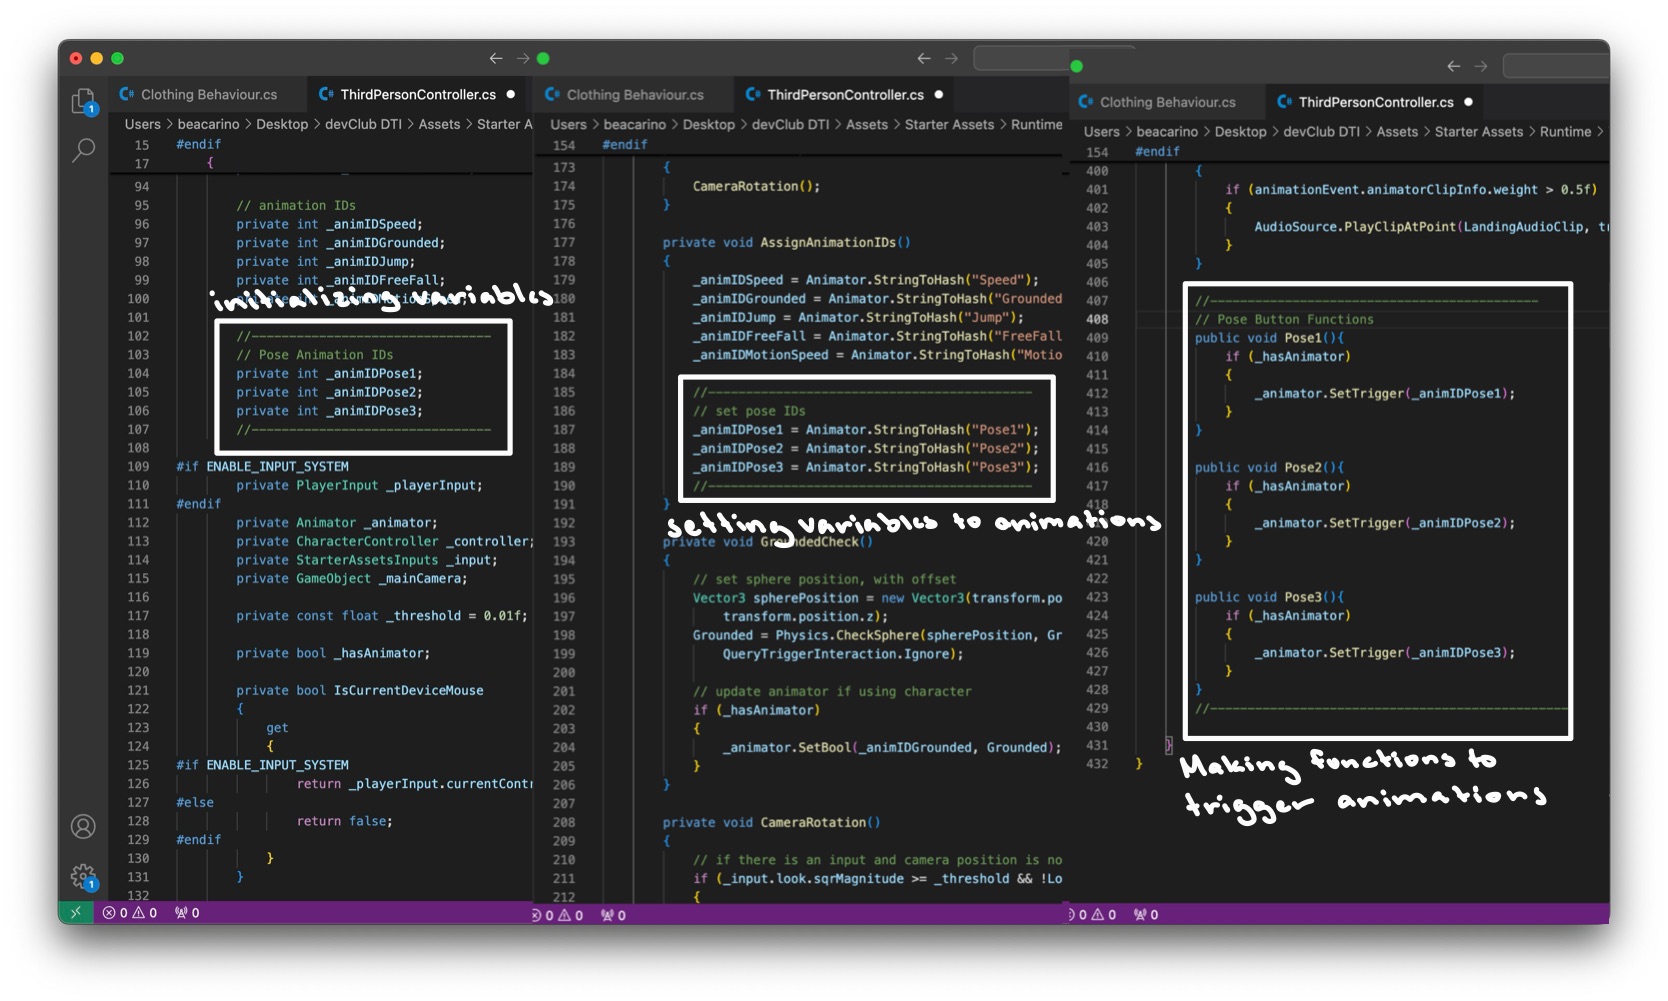 Clothing Behaviour.cs
ThirdPersonController.cs
Users > beacarino > Desktop > devClub DTI > Assets > Starter A
15 #endif
17 {
94
95 // animation IDs
96 private int _animIDSpeed;
97 private int _animIDGrounded;
98 private int _animIDJump;
99 private int _animIDFreeFall;
100
initializing variables
101
102 //--------------------------------
103 // Pose Animation IDs
104 private int _animIDPose1;
105 private int _animIDPose2;
106 private int _animIDPose3;
107 //--------------------------------
108
109 #if ENABLE_INPUT_SYSTEM
110 private PlayerInput _playerInput;
111 #endif
112 private Animator _animator;
113 private CharacterController _controller;
114 private StarterAssetsInputs _input;
115 private GameObject _mainCamera;
116
117 private const float _threshold = 0.01f;
118
119 private bool _hasAnimator;
120
121 private bool IsCurrentDeviceMouse
122 {
123 get
124 {
125 #if ENABLE_INPUT_SYSTEM
126 return _playerInput.currentContr
127 #else
128 return false;
129 #endif
130 }
131 }
132
0 0 0
1
1
Clothing Behaviour.cs
ThirdPersonController.cs
Users > beacarino > Desktop > devClub DTI > Assets > Starter Assets > Runtime
154 #endif
173 {
174 CameraRotation();
175 }
176
177 private void AssignAnimationIDs()
178 {
179 _animIDSpeed = Animator.StringToHash("Speed");
180 _animIDGrounded = Animator.StringToHash("Grounded
181 _animIDJump = Animator.StringToHash("Jump");
182 _animIDFreeFall = Animator.StringToHash("FreeFall
183 _animIDMotionSpeed = Animator.StringToHash("Motio
184
185 //------------------------------------------
186 // set pose IDs
187 _animIDPose1 = Animator.StringToHash("Pose1");
188 _animIDPose2 = Animator.StringToHash("Pose2");
189 _animIDPose3 = Animator.StringToHash("Pose3");
190 //------------------------------------------
191 }
setting variables to animations
192
193 private void GroundedCheck()
194 {
195 // set sphere position, with offset
196 Vector3 spherePosition = new Vector3(transform.po
197 transform.position.z);
198 Grounded = Physics.CheckSphere(spherePosition, Gr
199 QueryTriggerInteraction.Ignore);
200
201 // update animator if using character
202 if (_hasAnimator)
203 {
204 _animator.SetBool(_animIDGrounded, Grounded);
205 }
206 }
207
208 private void CameraRotation()
209 {
210 // if there is an input and camera position is no
211 if (_input.look.sqrMagnitude >= _threshold && !Lo
212 {
0 0 0
Clothing Behaviour.cs
ThirdPersonController.cs
Users > beacarino > Desktop > devClub DTI > Assets > Starter Assets > Runtime >
154 #endif
400 {
401 if (animationEvent.animatorClipInfo.weight > 0.5f)
402 {
403 AudioSource.PlayClipAtPoint(LandingAudioClip, tr
404 }
405 }
406
407 //--------------------------------------------
408 // Pose Button Functions
409 public void Pose1(){
410 if (_hasAnimator)
411 {
412 _animator.SetTrigger(_animIDPose1);
413 }
414 }
415
416 public void Pose2(){
417 if (_hasAnimator)
418 {
_animator.SetTrigger(_animIDPose2);
420 }
421 }
422
423 public void Pose3(){
424 if (_hasAnimator)
425 {
426 _animator.SetTrigger(_animIDPose3);
427 }
428 }
429 //------------------------------------------------
430
431 }
432 }
Making functions to
trigger animations
0 0 0